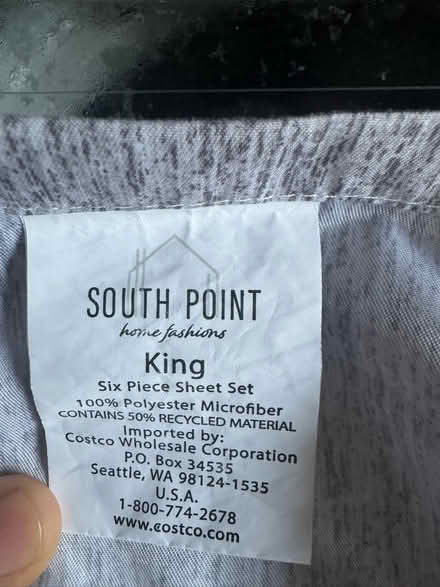 SOUTH POINT
home fashions
King
Six Piece Sheet Set
100% Polyester Microfiber
CONTAINS 50% RECYCLED MATERIAL
Imported by:
Costco Wholesale Corporation
P.O. Box 34535
Seattle, WA 98124-1535
U.S.A.
1-800-774-2678
www.costco.com